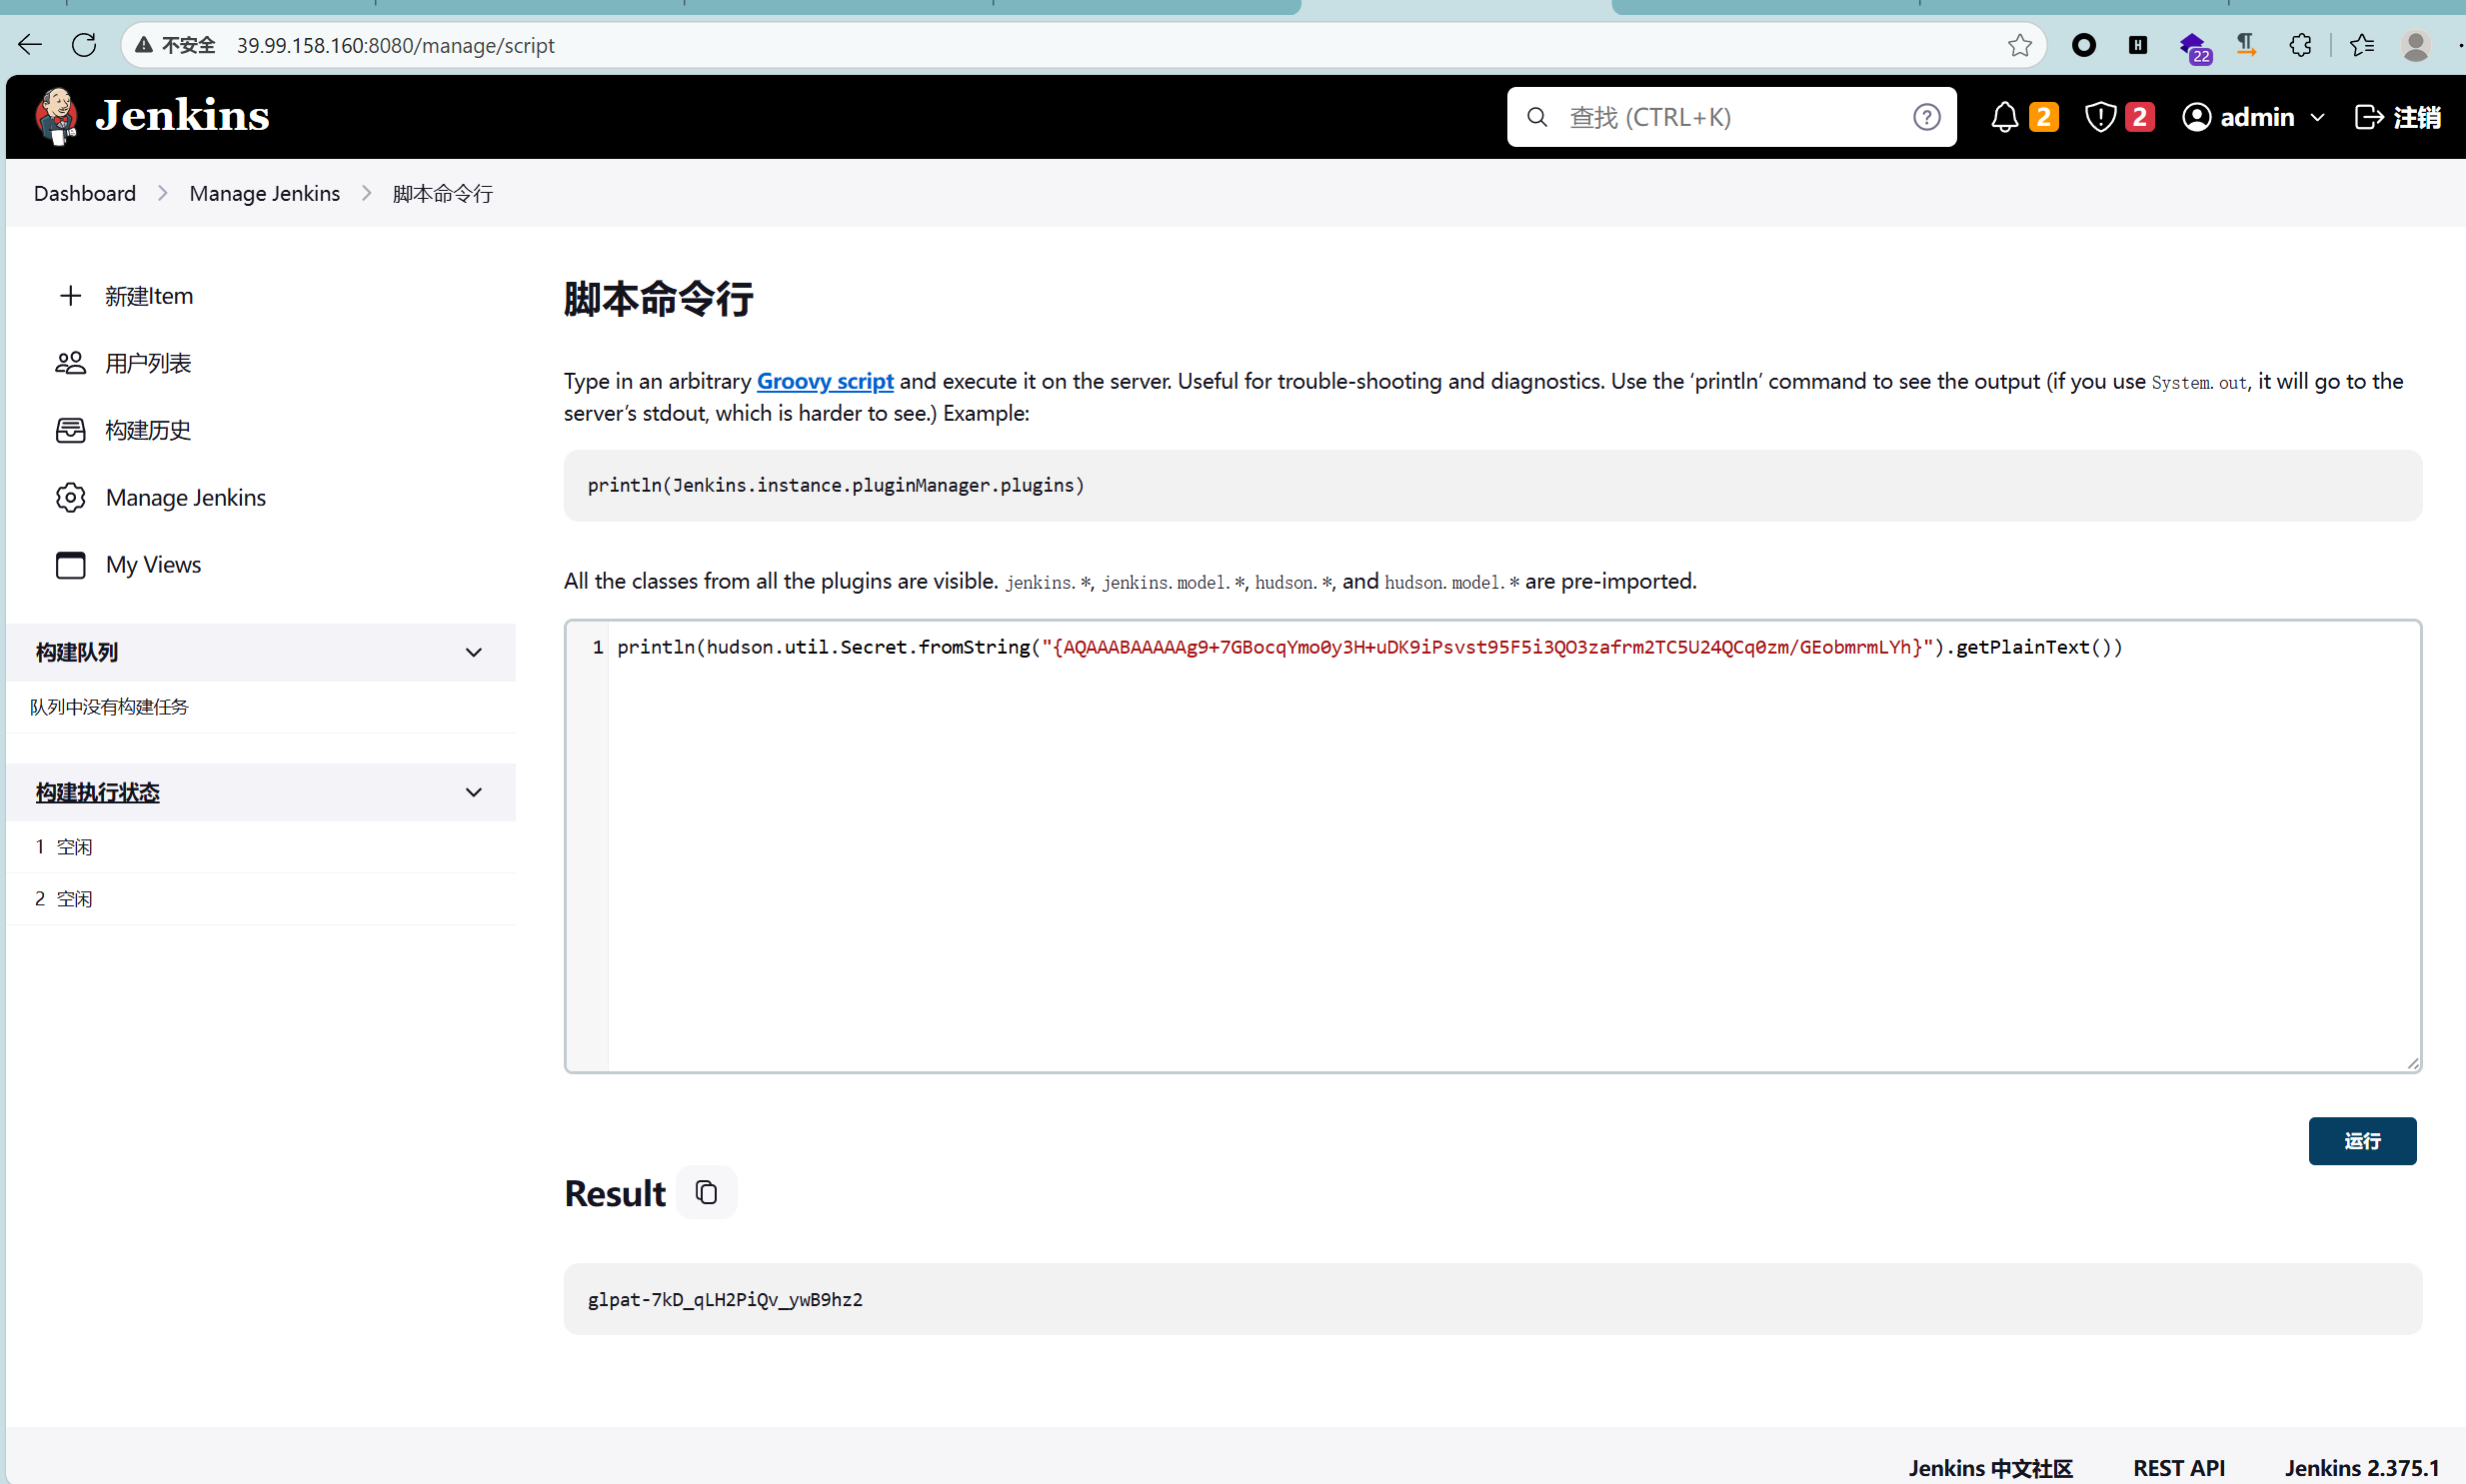 不安全 39.99.158.160:8080/manage/script
22
Jenkins
查找 (CTRL+K)
2
2
admin
注销
Dashboard
Manage Jenkins
脚本命令行
新建Item
用户列表
构建历史
Manage Jenkins
My Views
构建队列
队列中没有构建任务
构建执行状态
1 空闲
2 空闲
脚本命令行
Type in an arbitrary Groovy script and execute it on the server. Useful for trouble-shooting and diagnostics. Use the ‘println’ command to see the output (if you use System.out, it will go to the
server’s stdout, which is harder to see.) Example:
println(Jenkins.instance.pluginManager.plugins)
All the classes from all the plugins are visible. jenkins.*, jenkins.model.*, hudson.*, and hudson.model.* are pre-imported.
1 println(hudson.util.Secret.fromString("{AQAAABAAAAAg9+7GBocqYmo0y3H+uDK9iPsvst95F5i3QO3zafrm2TC5U24QCq0zm/GEobmrmLYh}").getPlainText())
运行
Result
glpat-7kD_qLH2PiQv_ywB9hz2
Jenkins 中文社区
REST API
Jenkins 2.375.1